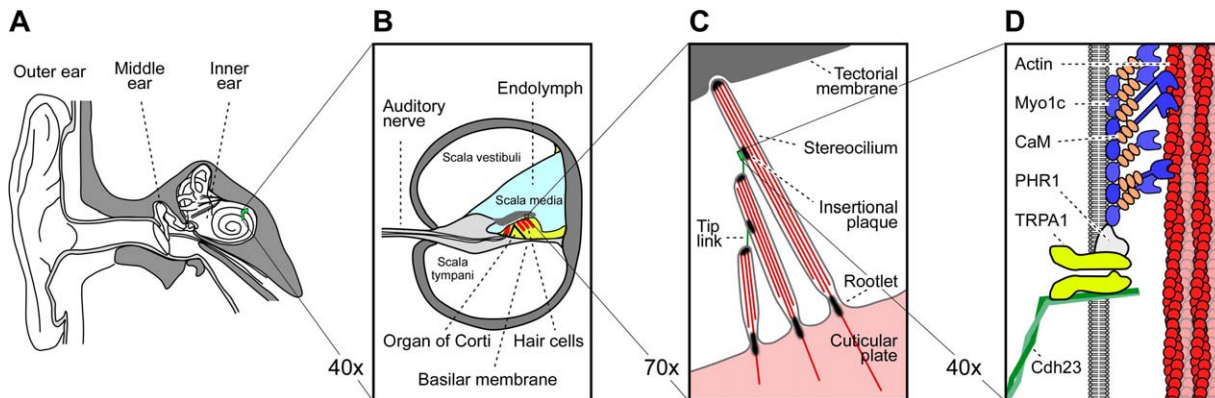 A
Outer ear
Middle
ear
Inner
ear
40x
B
Auditory
nerve
Endolymph
Scala vestibuli
Scala media
Scala
tympani
Organ of Corti
Hair cells
Basilar membrane
70x
C
Tectorial
membrane
Stereocilium
Insertional
plaque
Tip
link
Rootlet
Cuticular
plate
40x
D
Actin
Myo1c
CaM
PHR1
TRPA1
Cdh23